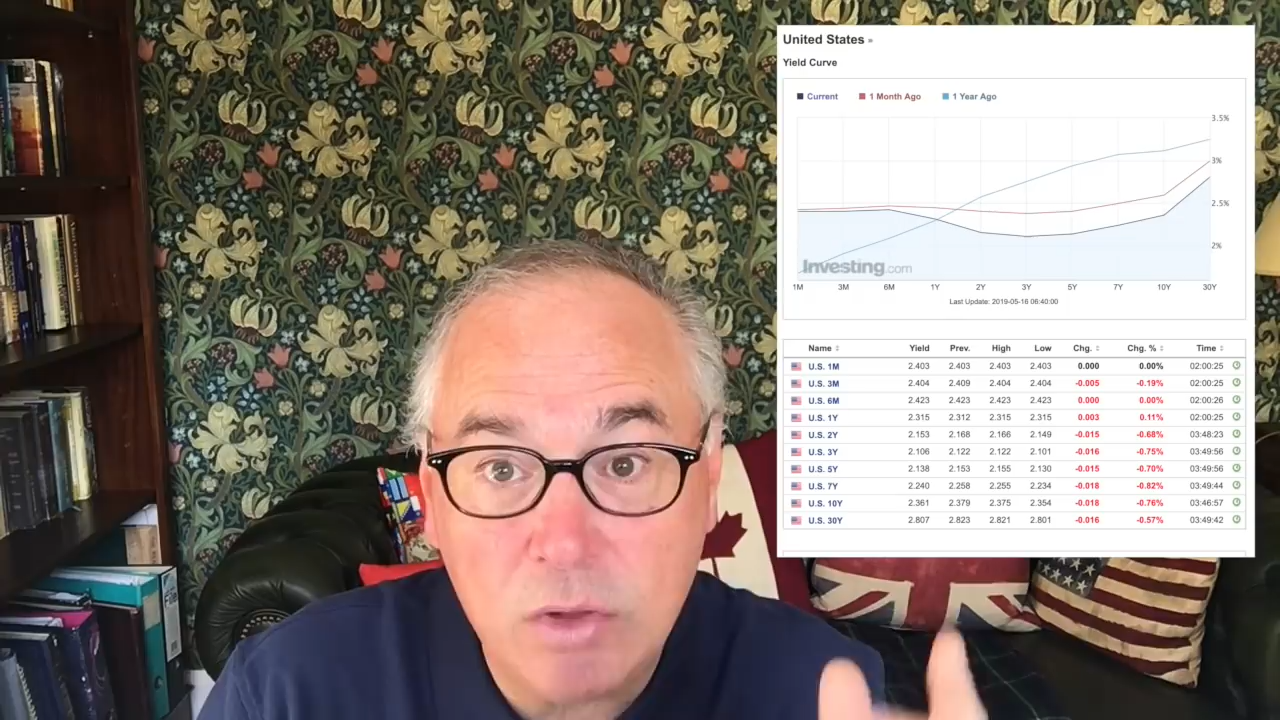 United States »
Yield Curve
Current 1 Month Ago 1 Year Ago
3.5%
3%
2.5%
2%
Investing.com
1M 3M 6M 1Y 2Y 3Y 5Y 7Y 10Y 30Y
Last Update: 2019-05-16 06:40:00
Name Yield Prev. High Low Chg. Chg. % Time
U.S. 1M 2.403 2.403 2.403 2.403 0.000 0.00% 02:00:25
U.S. 3M 2.404 2.409 2.404 2.404 -0.005 -0.19% 02:00:25
U.S. 6M 2.423 2.423 2.423 2.423 0.000 0.00% 02:00:26
U.S. 1Y 2.315 2.312 2.315 2.315 0.003 0.11% 02:00:25
U.S. 2Y 2.153 2.168 2.166 2.149 -0.015 -0.68% 03:48:23
U.S. 3Y 2.106 2.122 2.122 2.101 -0.016 -0.75% 03:49:56
U.S. 5Y 2.138 2.153 2.155 2.130 -0.015 -0.70% 03:49:56
U.S. 7Y 2.240 2.258 2.255 2.234 -0.018 -0.82% 03:49:44
U.S. 10Y 2.361 2.379 2.375 2.354 -0.018 -0.76% 03:46:57
U.S. 30Y 2.807 2.823 2.821 2.801 -0.016 -0.57% 03:49:42